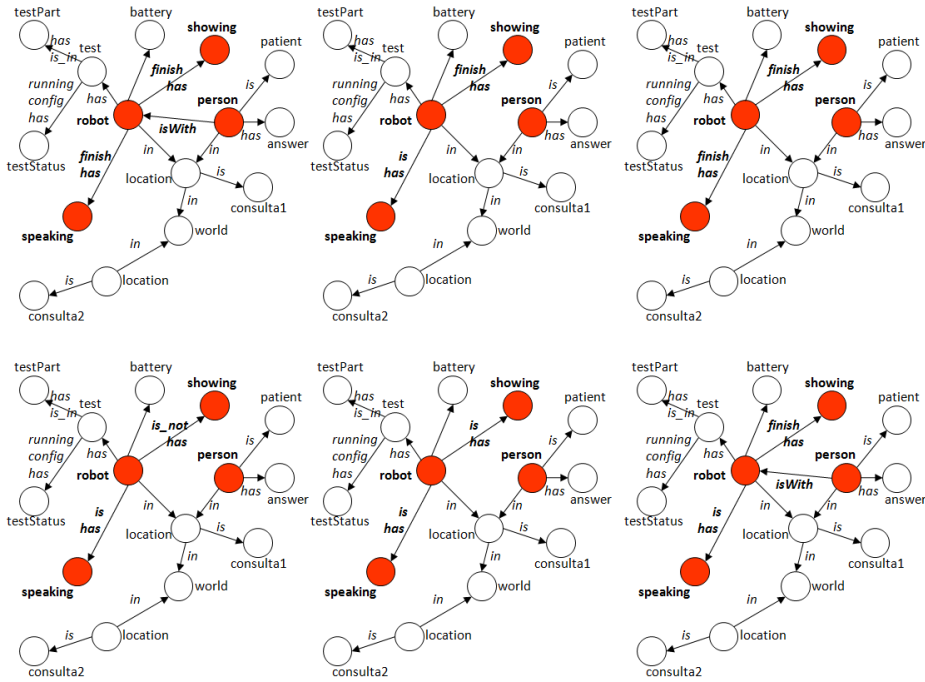 testPart battery showing
has test patient
is_in
running finish is
config has
has has person
robot isWith has
testStatus finish in in answer
has location is
in consulta1
speaking world
in
is location
consulta2
testPart battery showing
has test patient
is_in
running finish is
config has
has has person
robot has
testStatus is in in answer
has location is
in consulta1
speaking world
in
is location
consulta2
testPart battery showing
has test patient
is_in
running finish is
config has
has has person
robot has
testStatus finish in in answer
has location is
in consulta1
speaking world
in
is location
consulta2
testPart battery showing
has test patient
is_in
running is_not is
config has
has has person
robot has
testStatus is in in answer
has location is
in consulta1
speaking world
in
is location
consulta2
testPart battery showing
has test patient
is_in
running is is
config has
has has person
robot has
testStatus is in in answer
has location is
in consulta1
speaking world
in
is location
consulta2
testPart battery showing
has test patient
is_in
running finish is
config has
has has person
robot isWith has
testStatus is in in answer
has location is
in consulta1
speaking world
in
is location
consulta2